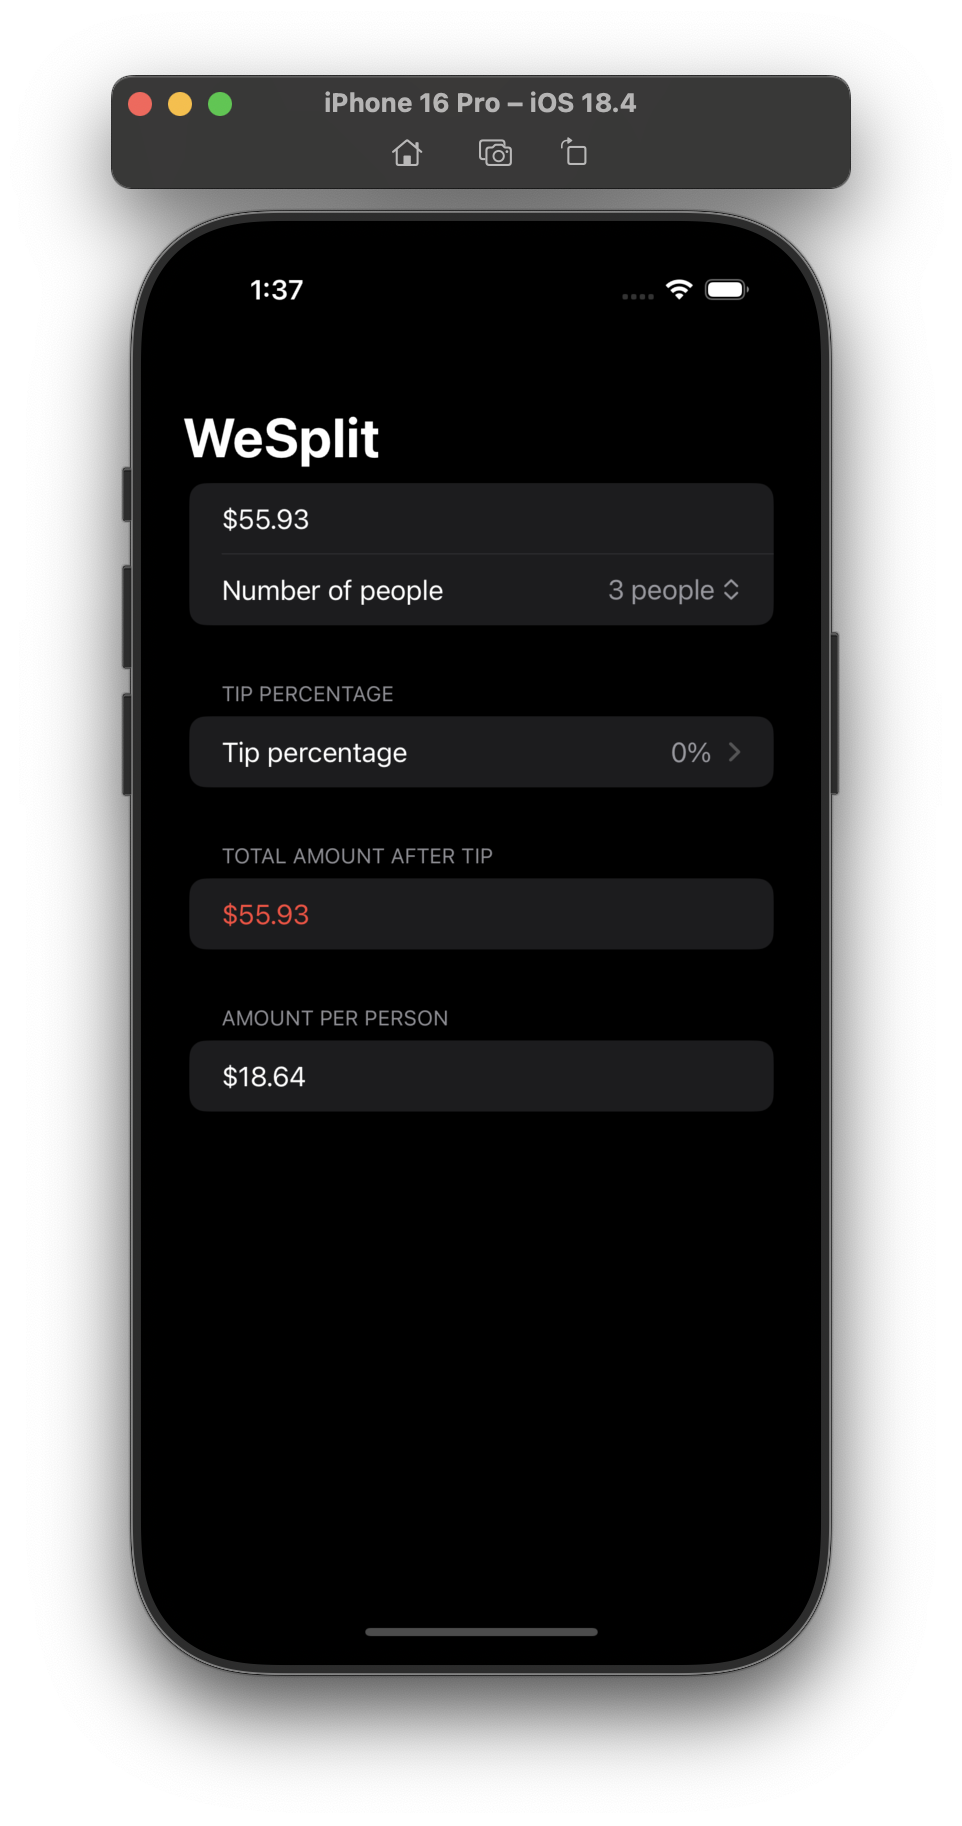 iPhone 16 Pro – iOS 18.4
1:37
WeSplit
$55.93
Number of people 3 people
TIP PERCENTAGE
Tip percentage 0%
TOTAL AMOUNT AFTER TIP
$55.93
AMOUNT PER PERSON
$18.64